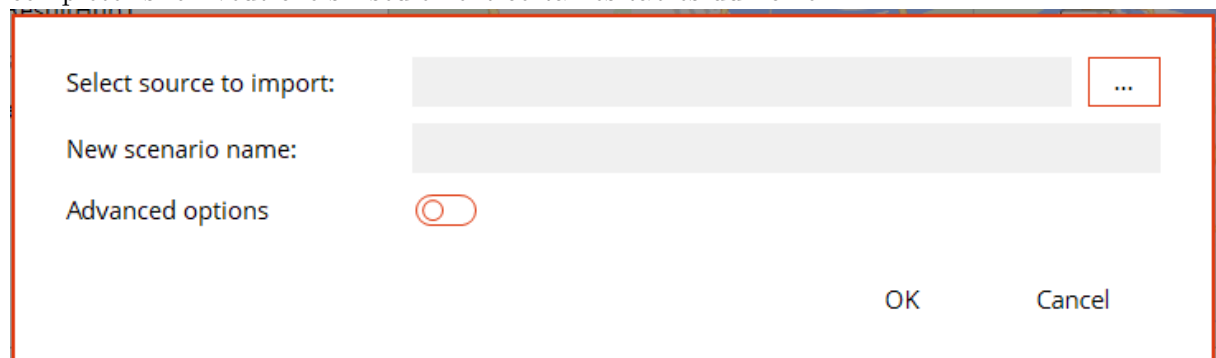 Select source to import:
...
New scenario name:
Advanced options
OK Cancel